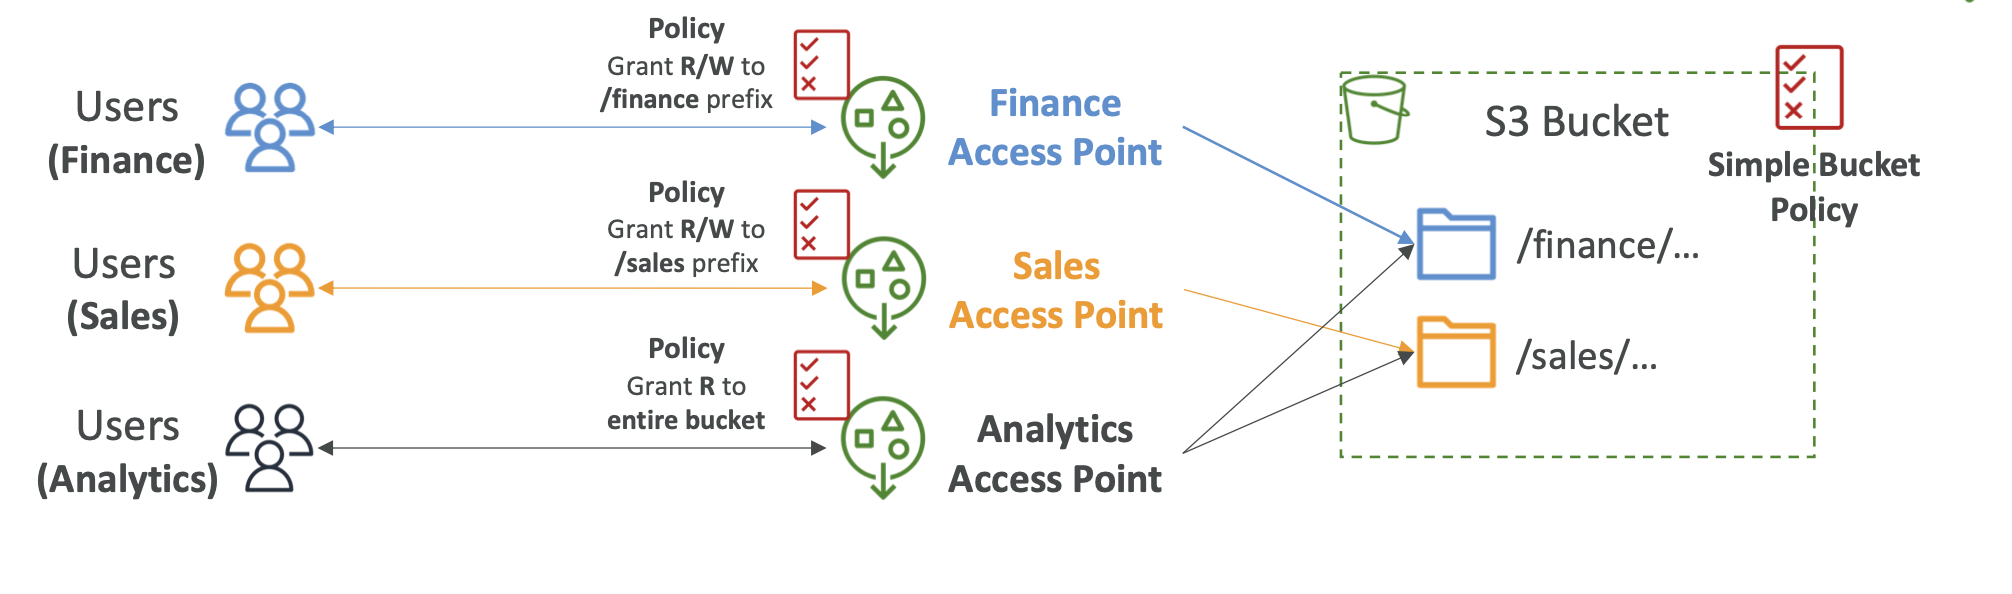 Policy
Grant R/W to
/finance prefix
Users
(Finance)
Finance
Access Point
Policy
Grant R/W to
/sales prefix
Users
(Sales)
Sales
Access Point
Policy
Grant R to
entire bucket
Users
(Analytics)
Analytics
Access Point
S3 Bucket
Simple Bucket
Policy
/finance/...
/sales/...